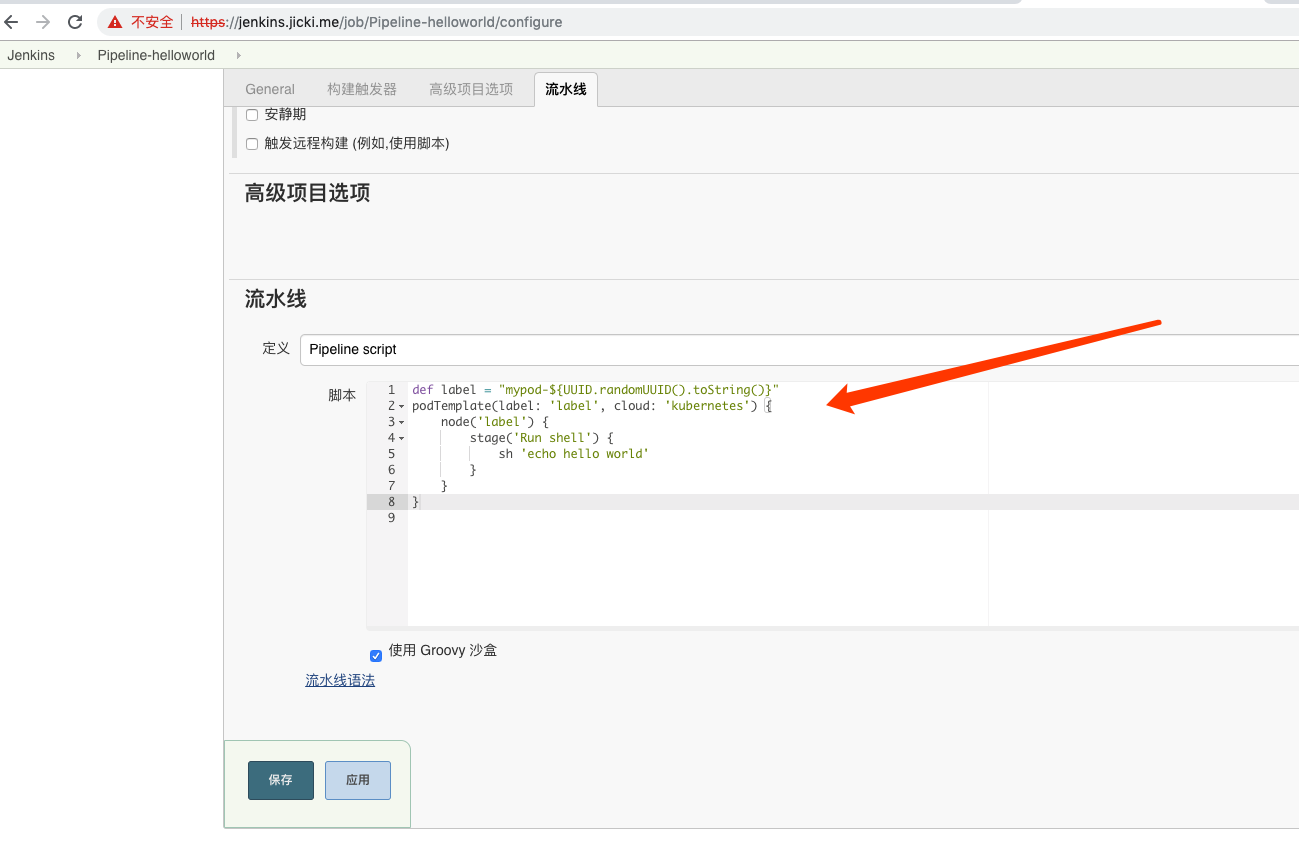 不安全 https://jenkins.jicki.me/job/Pipeline-helloworld/configure
Jenkins Pipeline-helloworld
General 构建触发器 高级项目选项 流水线
安静期
触发远程构建 (例如,使用脚本)
高级项目选项
流水线
定义 Pipeline script
脚本
1 def label = "mypod-${UUID.randomUUID().toString()}"
2 podTemplate(label: 'label', cloud: 'kubernetes') {
3 node('label') {
4 stage('Run shell') {
5 sh 'echo hello world'
6 }
7 }
8 }
9
使用 Groovy 沙盒
流水线语法
保存 应用